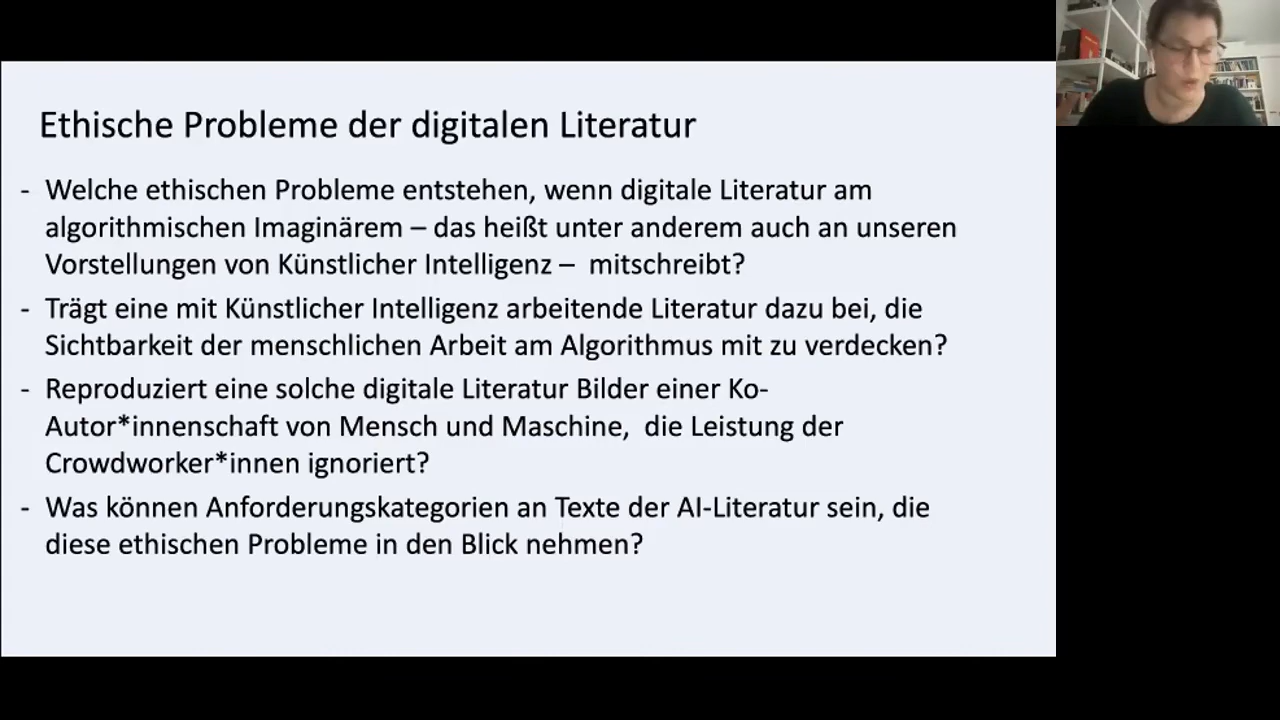 Ethische Probleme der digitalen Literatur
- Welche ethischen Probleme entstehen, wenn digitale Literatur am
algorithmischen Imaginärem – das heißt unter anderem auch an unseren
Vorstellungen von Künstlicher Intelligenz –  mitschreibt?
- Trägt eine mit Künstlicher Intelligenz arbeitende Literatur dazu bei, die
Sichtbarkeit der menschlichen Arbeit am Algorithmus mit zu verdecken?
- Reproduziert eine solche digitale Literatur Bilder einer Ko-
Autor*innenschaft von Mensch und Maschine,  die Leistung der
Crowdworker*innen ignoriert?
- Was können Anforderungskategorien an Texte der AI-Literatur sein, die
diese ethischen Probleme in den Blick nehmen?